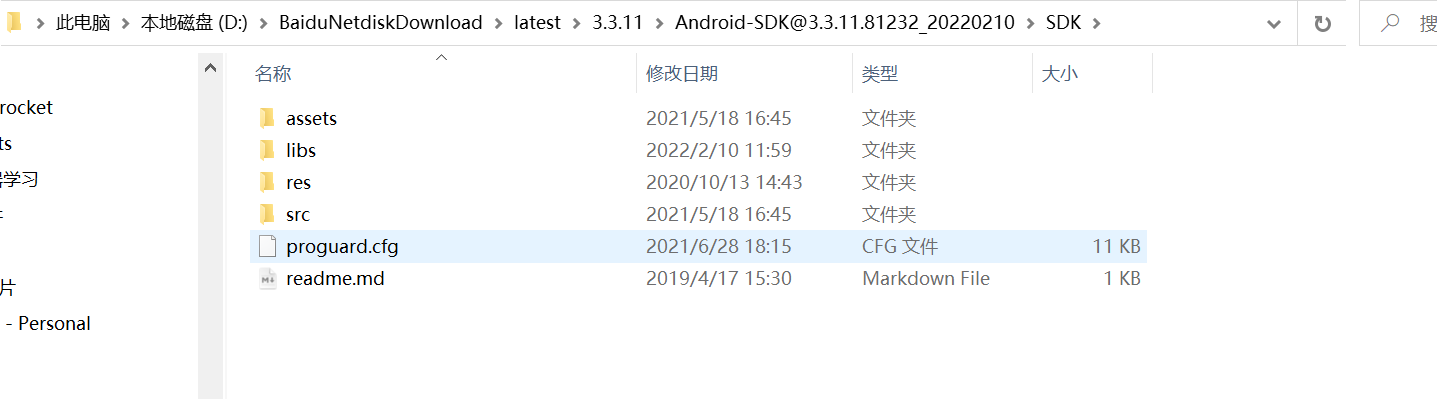 此电脑 本地磁盘 (D:) BaiduNetdiskDownload latest 3.3.11 Android-SDK@3.3.11.81232_20220210 SDK
名称 修改日期 类型 大小
assets 2021/5/18 16:45 文件夹
libs 2022/2/10 11:59 文件夹
res 2020/10/13 14:43 文件夹
src 2021/5/18 16:45 文件夹
proguard.cfg 2021/6/28 18:15 CFG 文件 11 KB
readme.md 2019/4/17 15:30 Markdown File 1 KB
rocket
ts
学习
片
- Personal